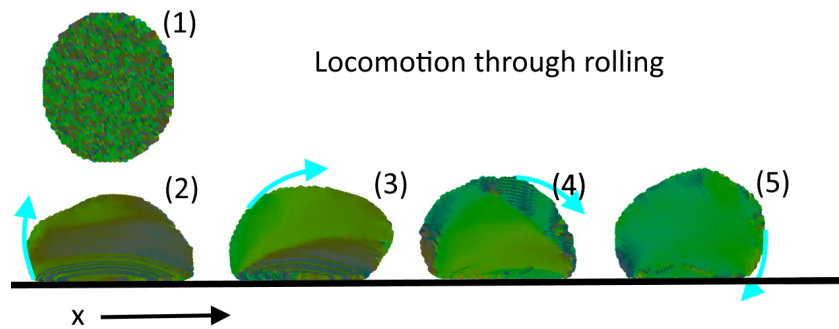 (1)
Locomotion through rolling
(2)
(3)
(4)
(5)
x